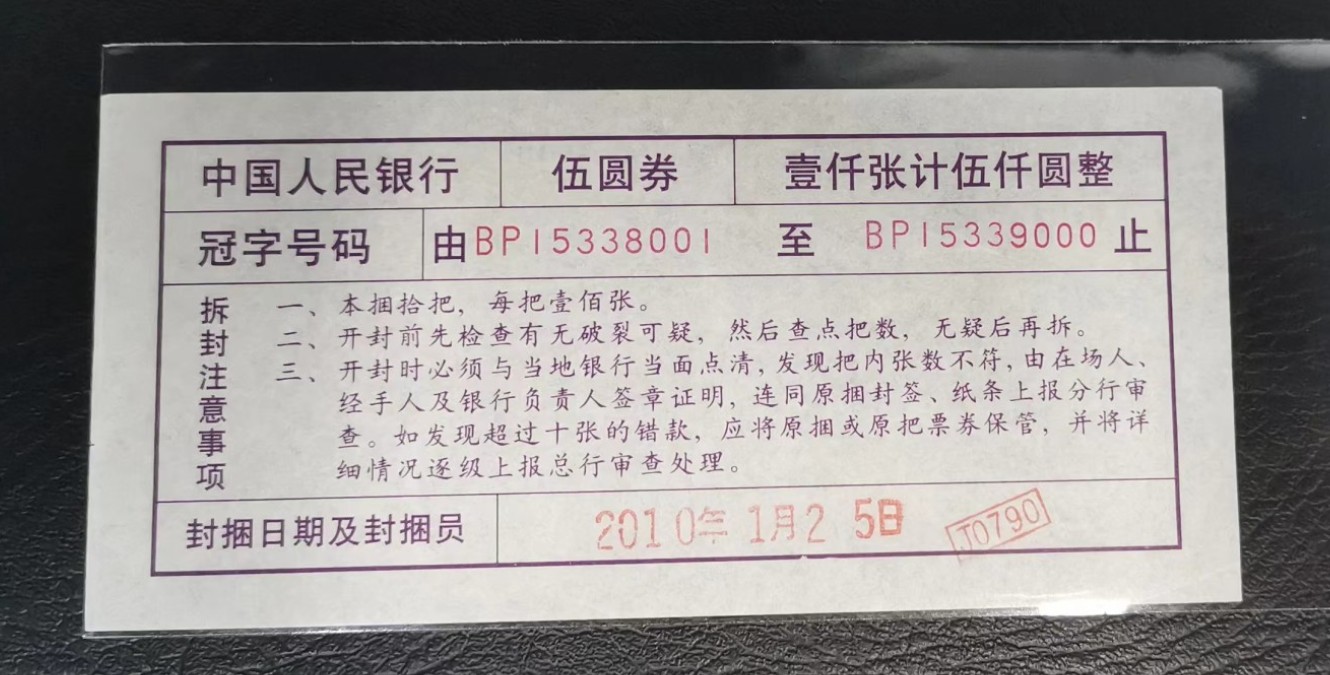 中国人民银行 伍圆券 壹仟张计伍仟圆整
冠字号码 由BP15338001 至 BP15339000止
拆封注意事项
一、本捆拾把，每把壹佰张。
二、开封前先检查有无破裂可疑，然后查点把数，无疑后再拆。
三、开封时必须与当地银行当面点清，发现把内张数不符，由在场人、
经手人及银行负责人签章证明，连同原捆封签、纸条上报分行审
查。如发现超过十张的错款，应将原捆或原把票券保管，并将详
细情况逐级上报总行审查处理。
封捆日期及封捆员 2010年 1月25日 J0790